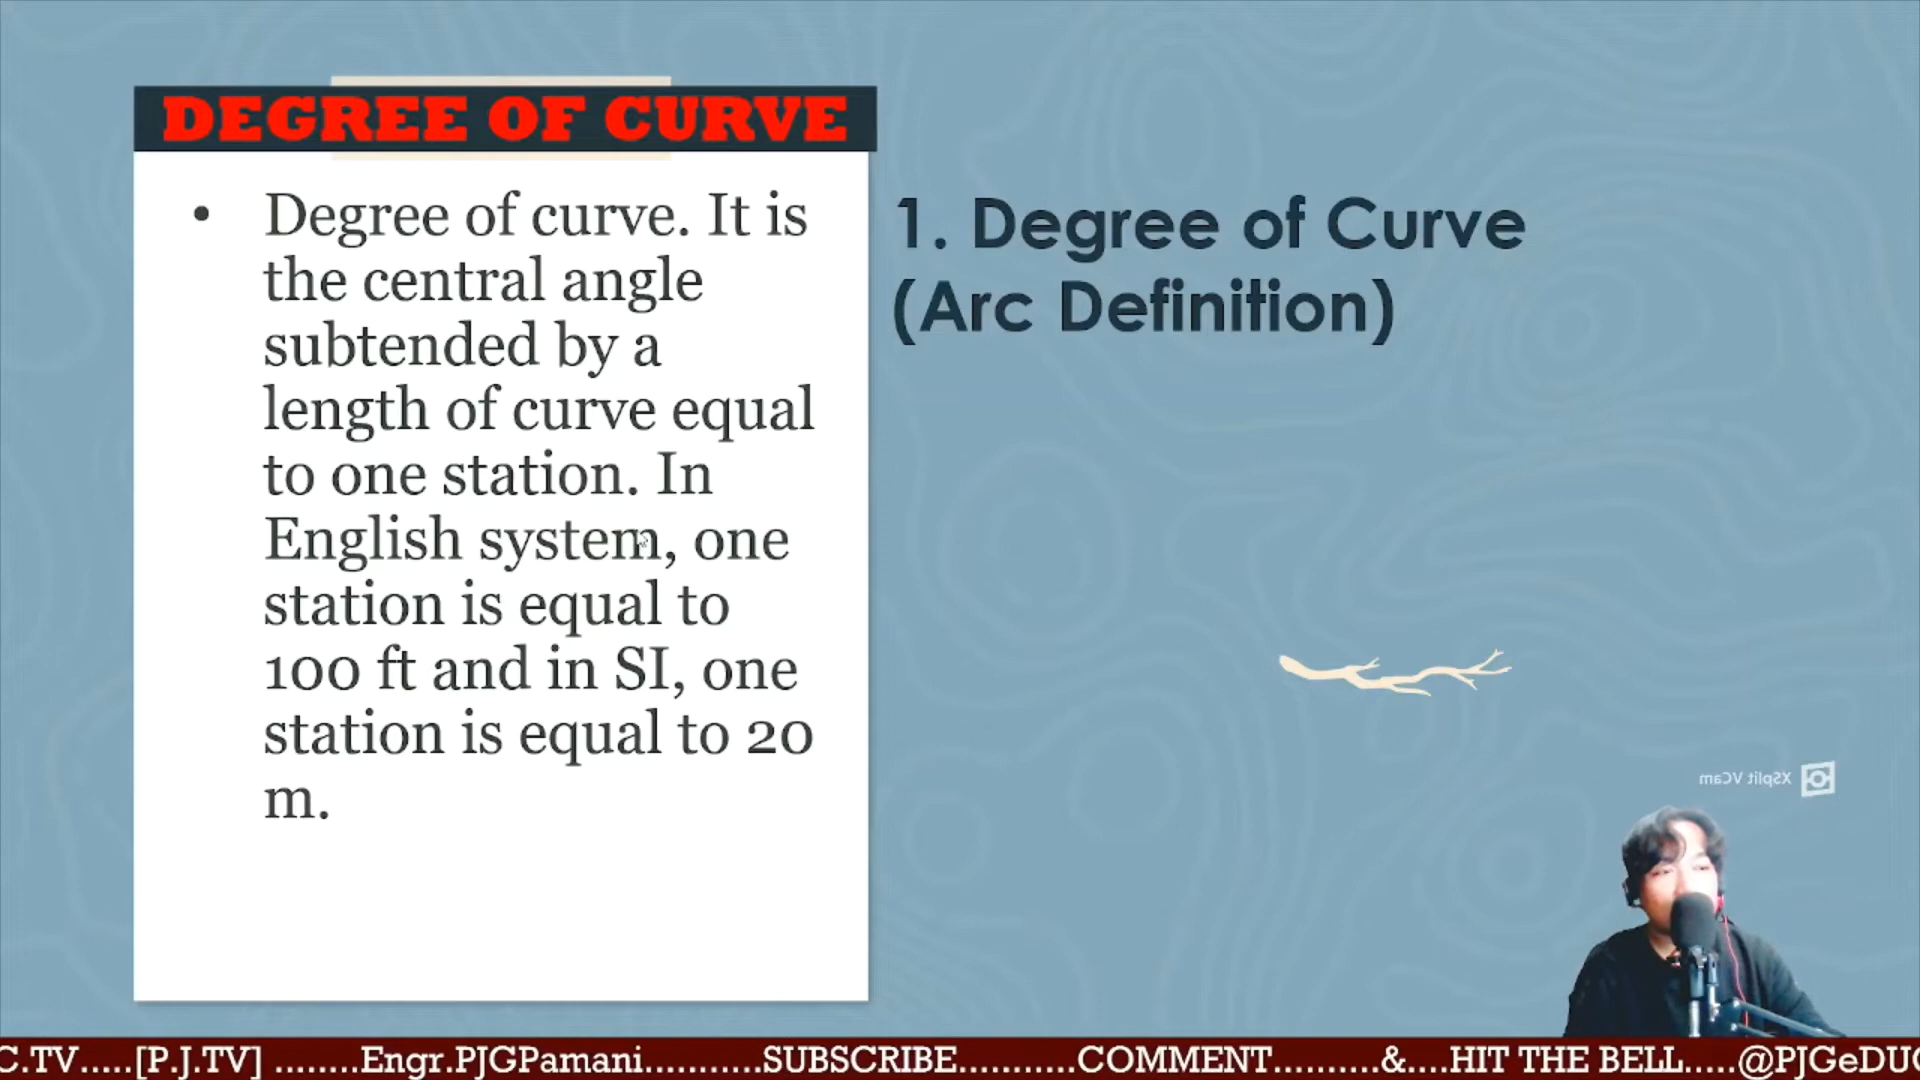 DEGREE OF CURVE
• Degree of curve. It is
the central angle
subtended by a
length of curve equal
to one station. In
English system, one
station is equal to
100 ft and in SI, one
station is equal to 20
m.
1. Degree of Curve
(Arc Definition)
XSplit VCam
C.TV.....[P.J.TV] ........Engr.PJGPamani...........SUBSCRIBE...........COMMENT..........&....HIT THE BELL.....@PJGeDUC